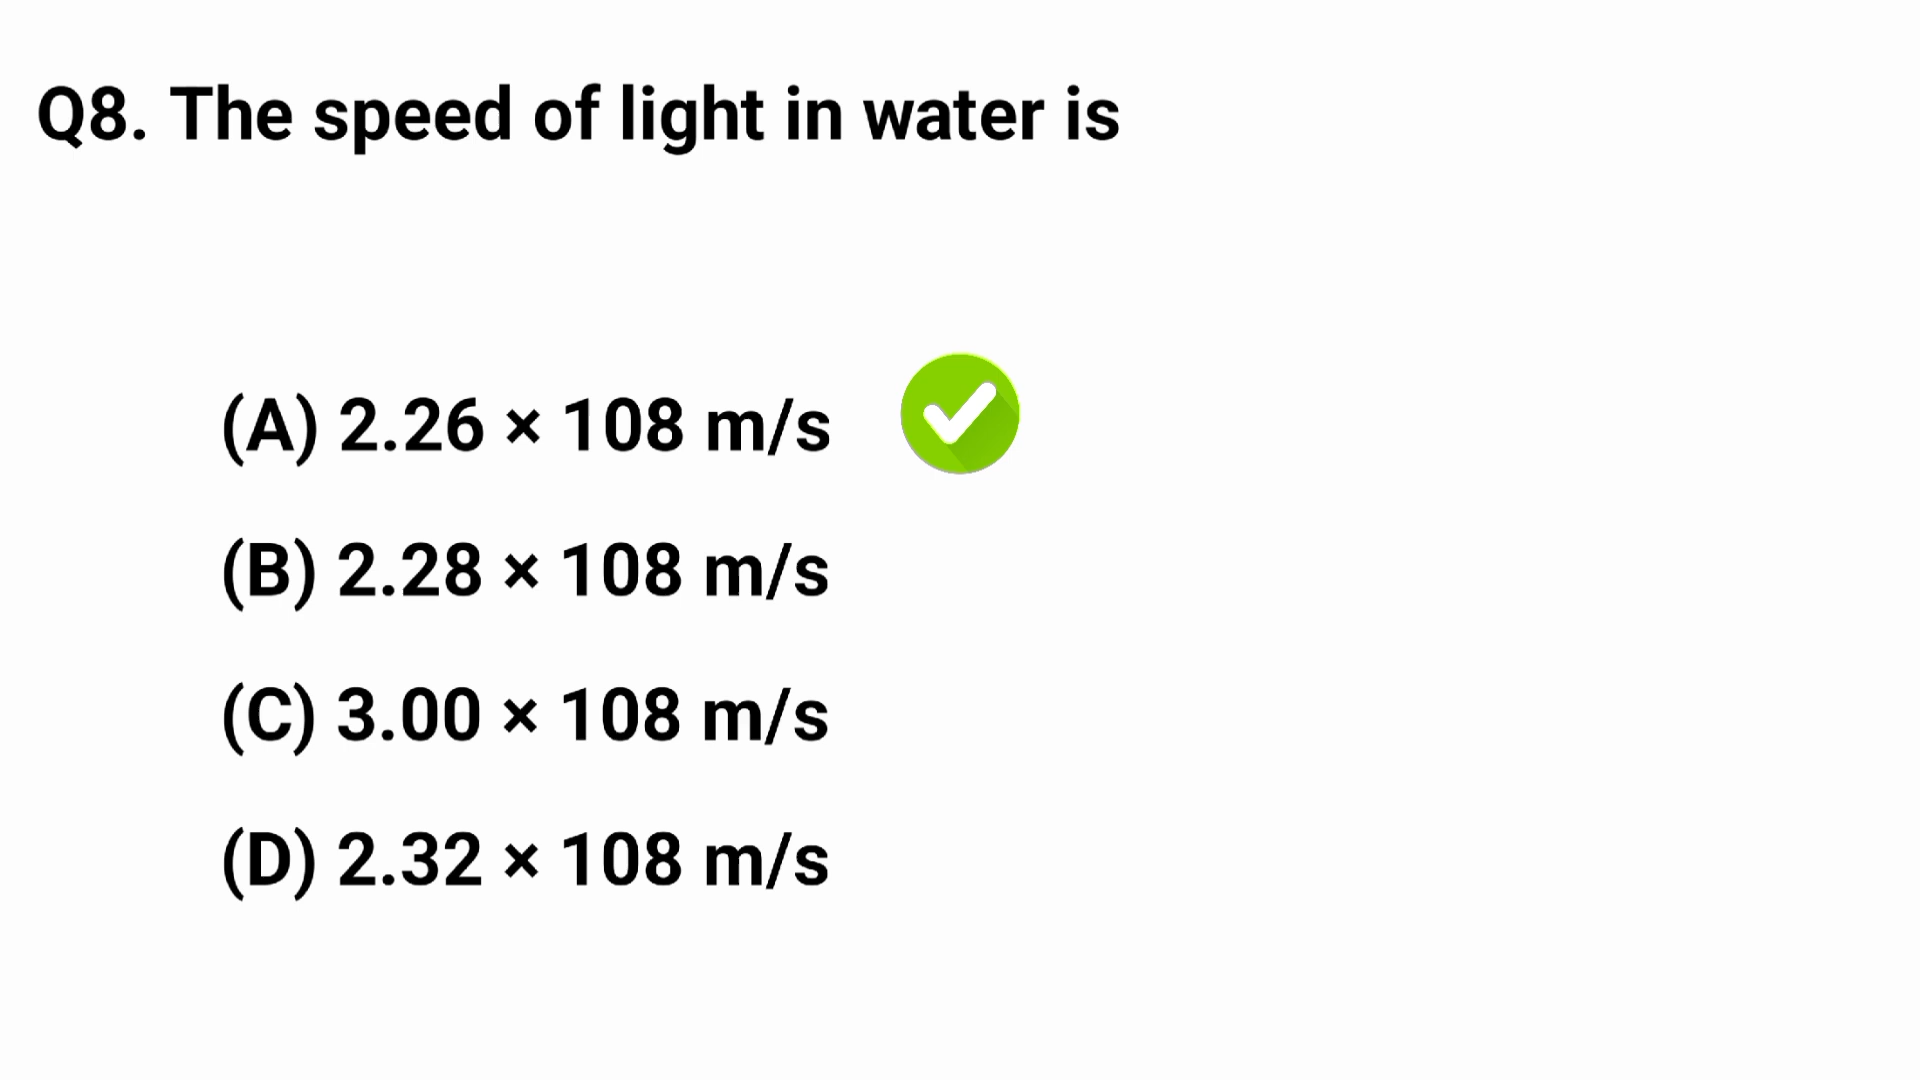 Q8. The speed of light in water is
(A) 2.26 × 108 m/s
(B) 2.28 × 108 m/s
(C) 3.00 × 108 m/s
(D) 2.32 × 108 m/s